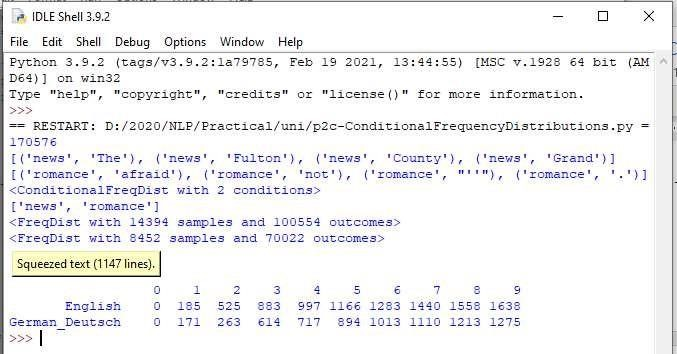 IDLE Shell 3.9.2
File Edit Shell Debug Options Window Help
Python 3.9.2 (tags/v3.9.2:1a79785, Feb 19 2021, 13:44:55) [MSC v.1928 64 bit (AM
D64)] on win32
Type "help", "copyright", "credits" or "license()" for more information.
>>>
== RESTART: D:/2020/NLP/Practical/uni/p2c-ConditionalFrequencyDistributions.py =
170576
[('news', 'The'), ('news', 'Fulton'), ('news', 'County'), ('news', 'Grand')]
[('romance', 'afraid'), ('romance', 'not'), ('romance', "''"), ('romance', '.')]
<ConditionalFreqDist with 2 conditions>
['news', 'romance']
<FreqDist with 14394 samples and 100554 outcomes>
<FreqDist with 8452 samples and 70022 outcomes>
Squeezed text (1147 lines).
0 1 2 3 4 5 6 7 8 9
English 0 185 525 883 997 1166 1283 1440 1558 1638
German_Deutsch 0 171 263 614 717 894 1013 1110 1213 1275
>>>